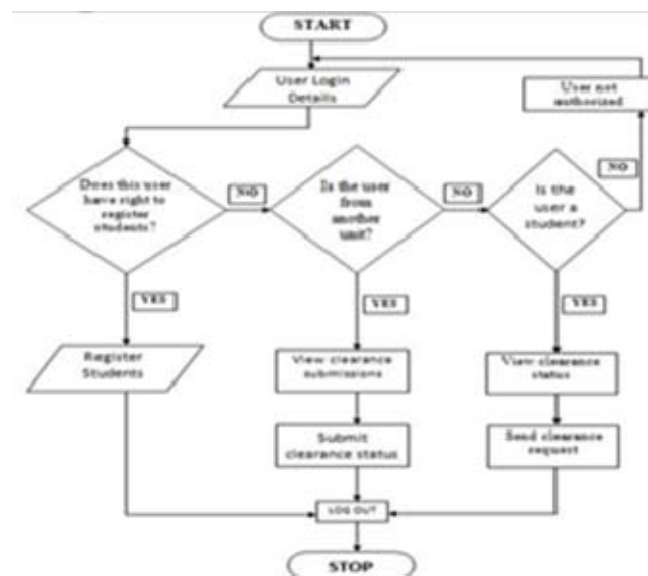 START
User Login
Details
User not
authorized
Does this user
have right to
register
students?
NO
Is the user
from
another
unit?
NO
Is the
user a
student?
NO
YES
YES
YES
Register
Students
View clearance
submissions
View clearance
status
Submit
clearance status
Send clearance
request
LOG OUT
STOP